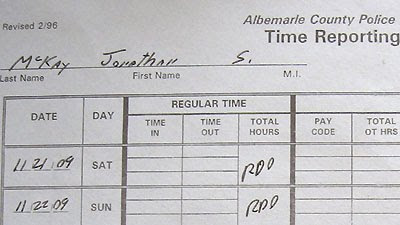 Revised 2/96
Albemarle County Police
Time Reporting
McKay Jonathan S.
Last Name First Name M.I.
REGULAR TIME
DATE DAY TIME IN TIME OUT TOTAL HOURS PAY CODE TOTAL OT HRS
11 21 09 SAT RDO
11 22 09 SUN RDO